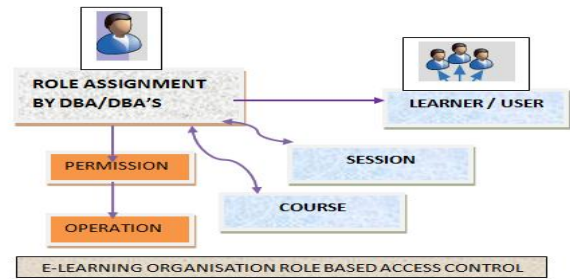 ROLE ASSIGNMENT
BY DBA/DBA'S
LEARNER / USER
PERMISSION
SESSION
COURSE
OPERATION
E-LEARNING ORGANISATION ROLE BASED ACCESS CONTROL